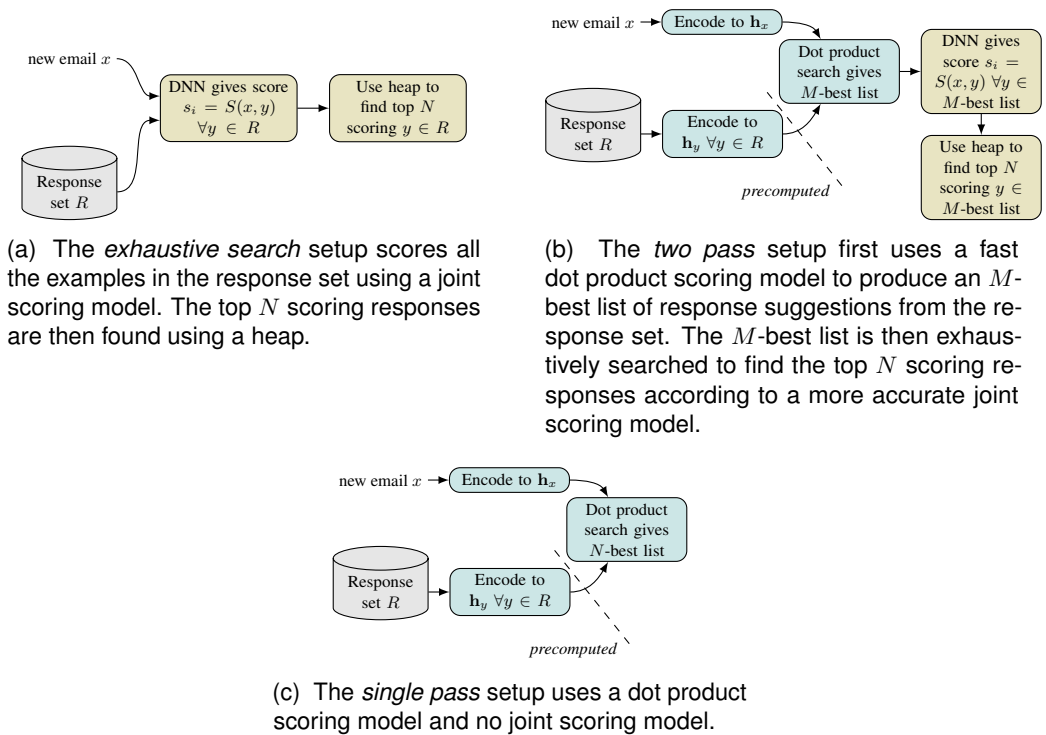 new email x
DNN gives score
s_i = S(x, y)
∀y ∈ R
Use heap to
find top N
scoring y ∈ R
Response
set R
(a) The exhaustive search setup scores all
the examples in the response set using a joint
scoring model. The top N scoring responses
are then found using a heap.
new email x
Encode to h_x
Dot product
search gives
M-best list
DNN gives
score s_i =
S(x, y) ∀y ∈
M-best list
Response
set R
Encode to
h_y ∀y ∈ R
precomputed
Use heap to
find top N
scoring y ∈
M-best list
(b) The two pass setup first uses a fast
dot product scoring model to produce an M-
best list of response suggestions from the re-
sponse set. The M-best list is then exhaus-
tively searched to find the top N scoring re-
sponses according to a more accurate joint
scoring model.
new email x
Encode to h_x
Dot product
search gives
N-best list
Response
set R
Encode to
h_y ∀y ∈ R
precomputed
(c) The single pass setup uses a dot product
scoring model and no joint scoring model.